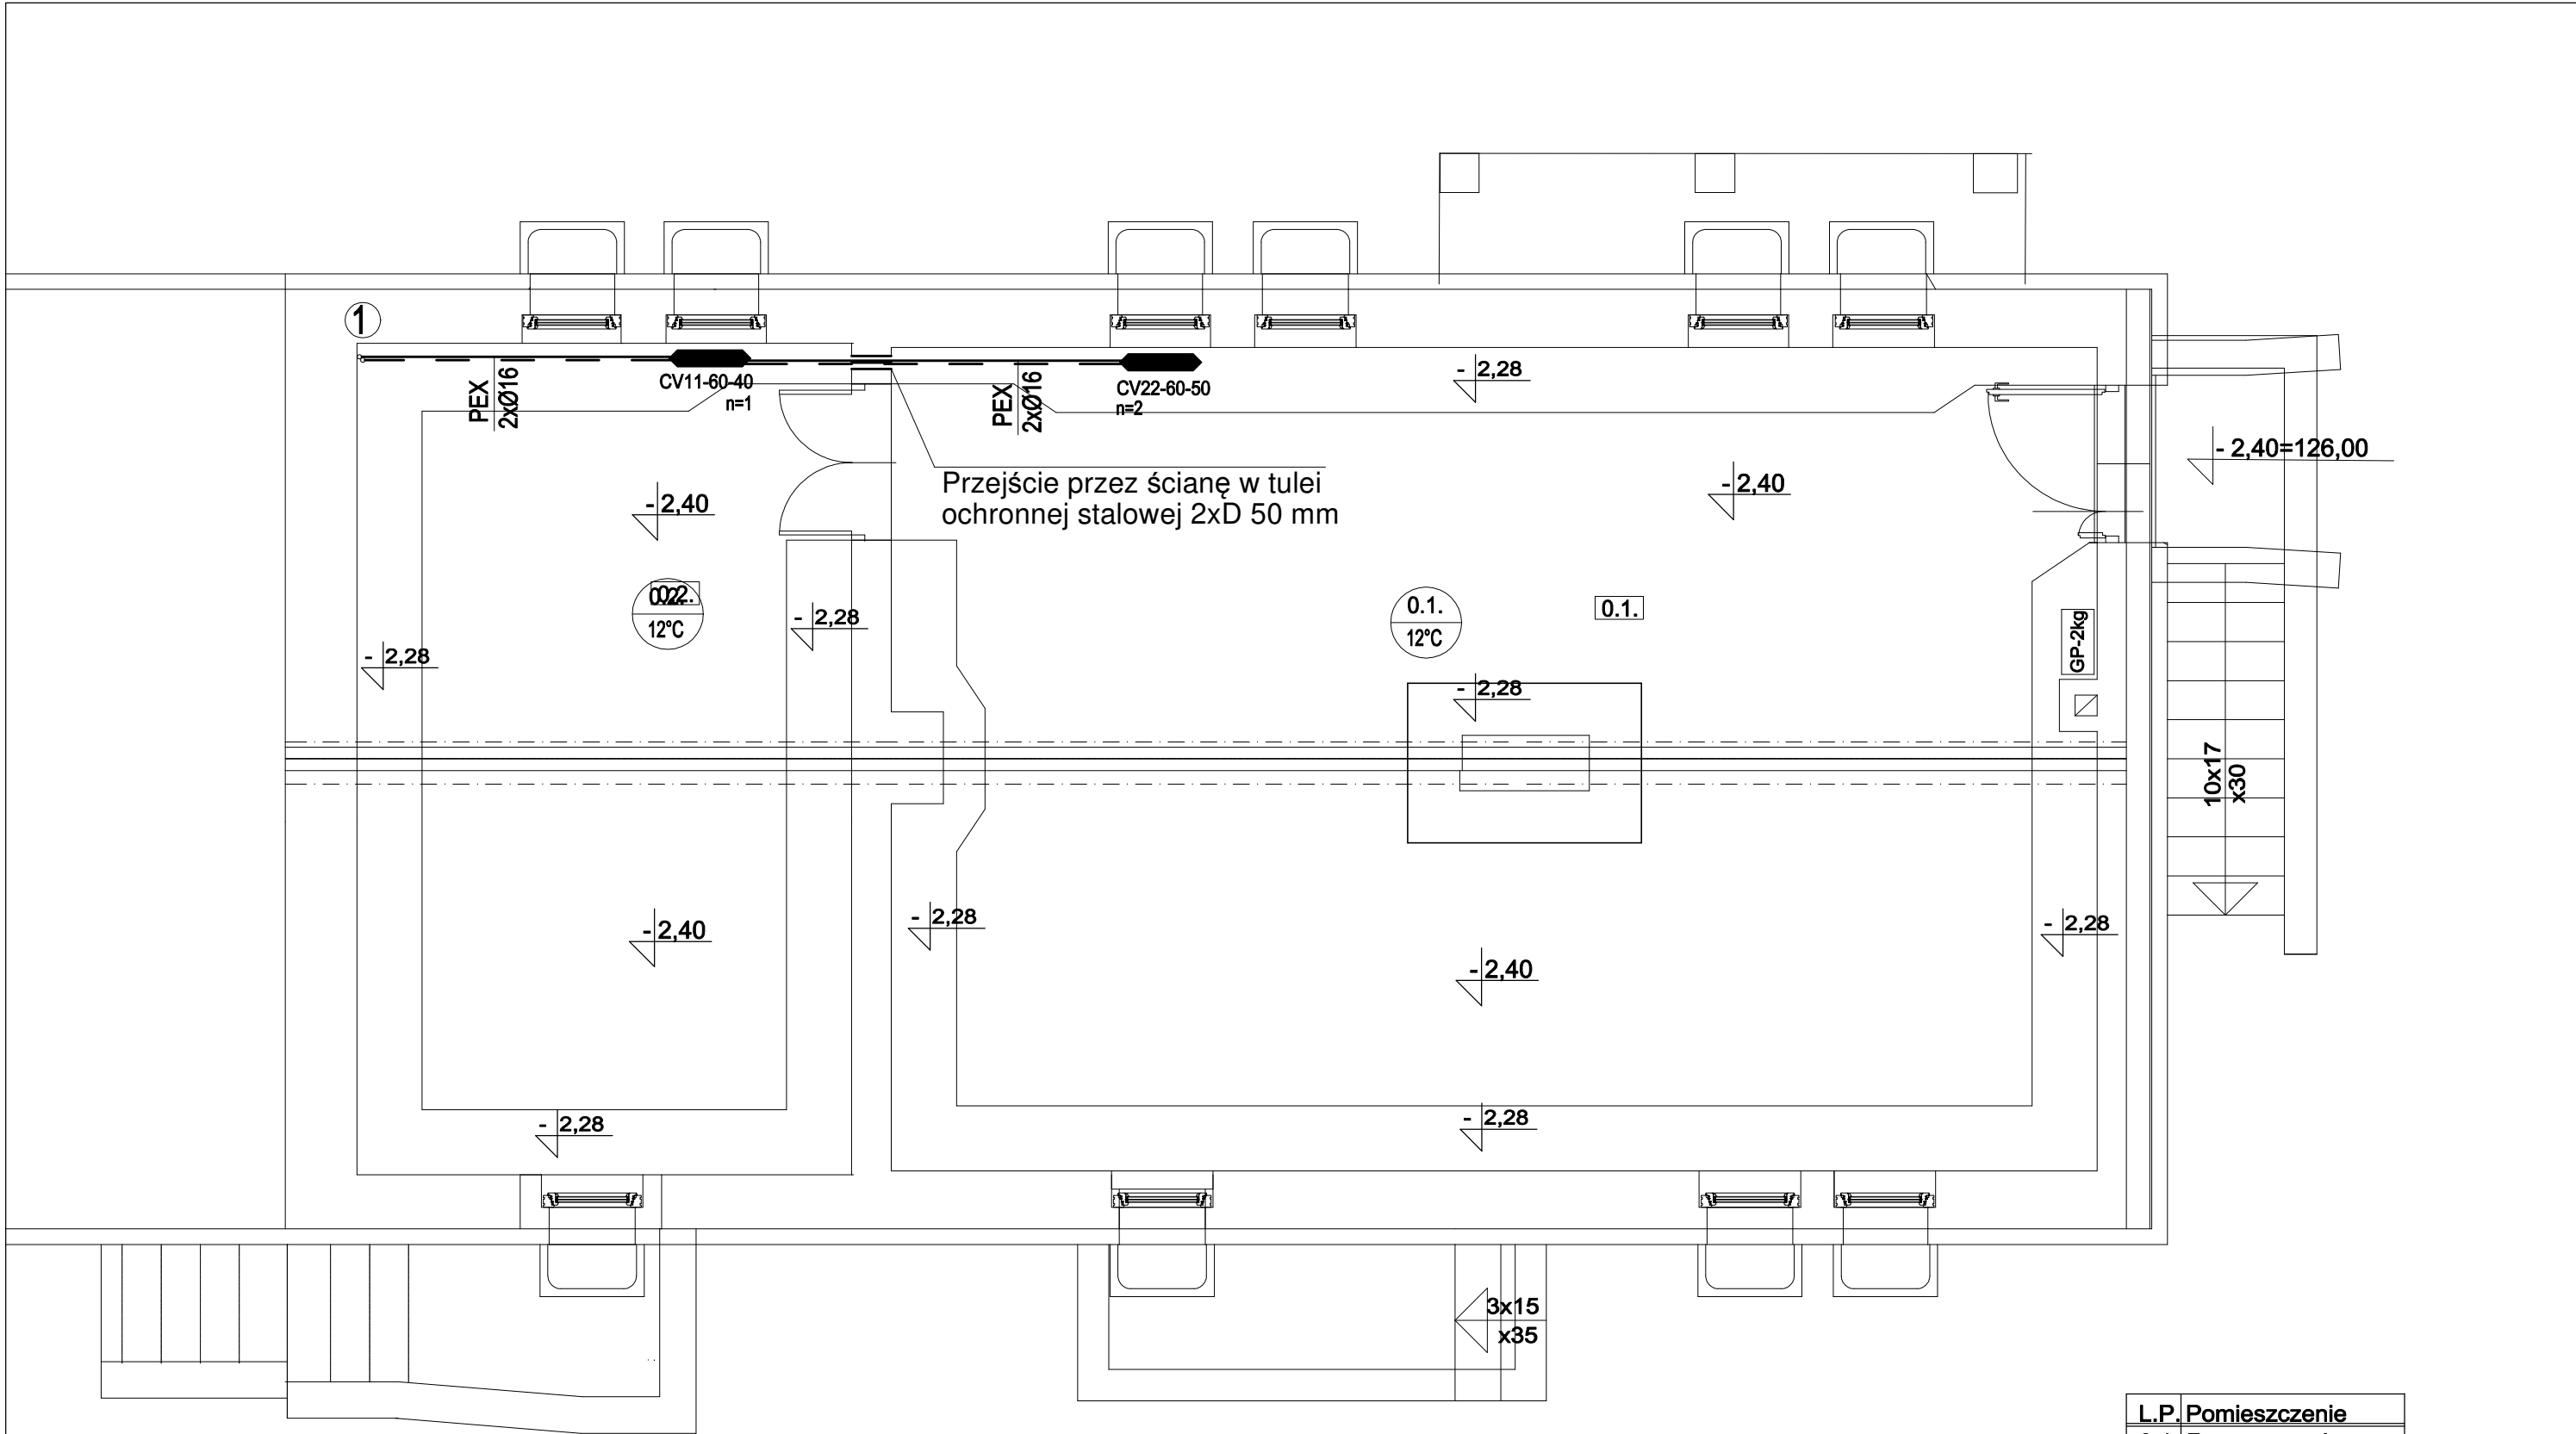 1
PEX
2xØ16
CV11-60-40
n=1
PEX
2xØ16
CV22-60-50
n=2
- 2,28
- 2,40=126,00
Przejście przez ścianę w tulei
ochronnej stalowej 2xD 50 mm
- 2,40
- 2,40
12°C
- 2,28
- 2,28
0.1.
12°C
0.1.
GP-2kg
- 2,28
10x17
x30
- 2,40
- 2,28
- 2,40
- 2,28
- 2,28
- 2,28
3x15
x35
L.P. Pomieszczenie